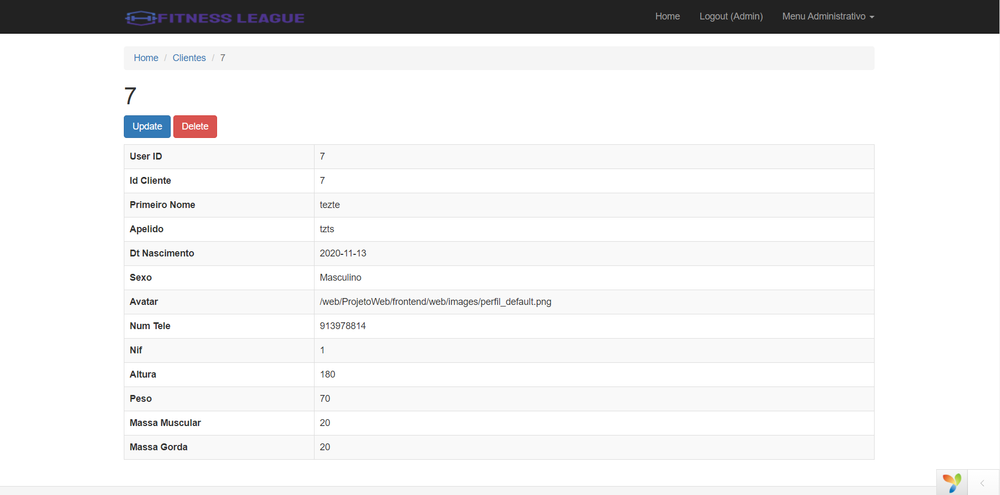 FITNESS LEAGUE Home Logout (Admin) Menu Administrativo
Home / Clientes / 7
7
Update Delete
User ID 7
Id Cliente 7
Primeiro Nome tezte
Apelido tzts
Dt Nascimento 2020-11-13
Sexo Masculino
Avatar /web/ProjetoWeb/frontend/web/images/perfil_default.png
Num Tele 913978814
Nif 1
Altura 180
Peso 70
Massa Muscular 20
Massa Gorda 20